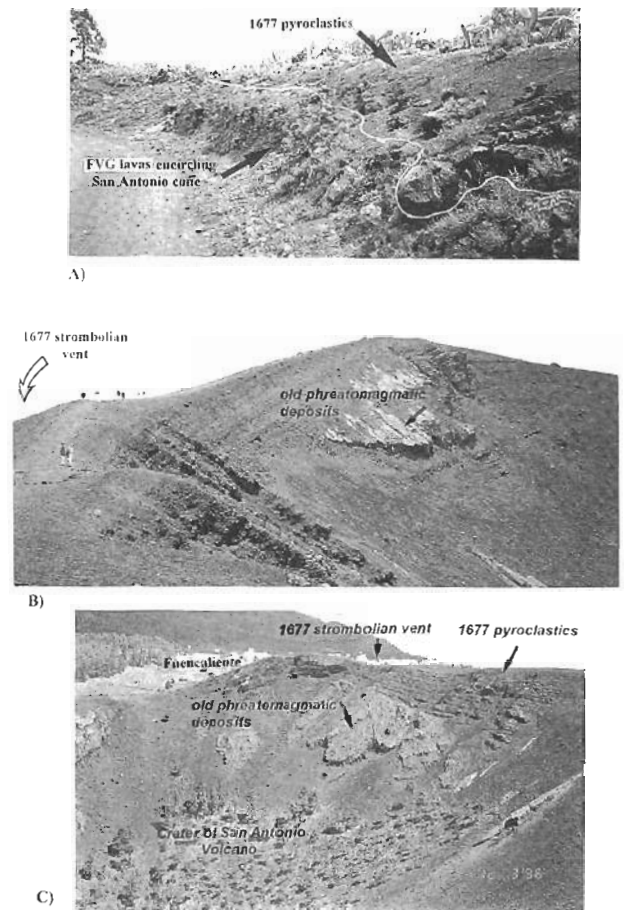 1677 pyroclastics
FVG lavas encircling
San Antonio cone
A)
1677 strombolian
vent
old phreatomagmatic
deposits
B)
1677 strombolian vent
1677 pyroclastics
Fuencaliente
old phreatomagmatic
deposits
Crater of San Antonio
Volcano
C)